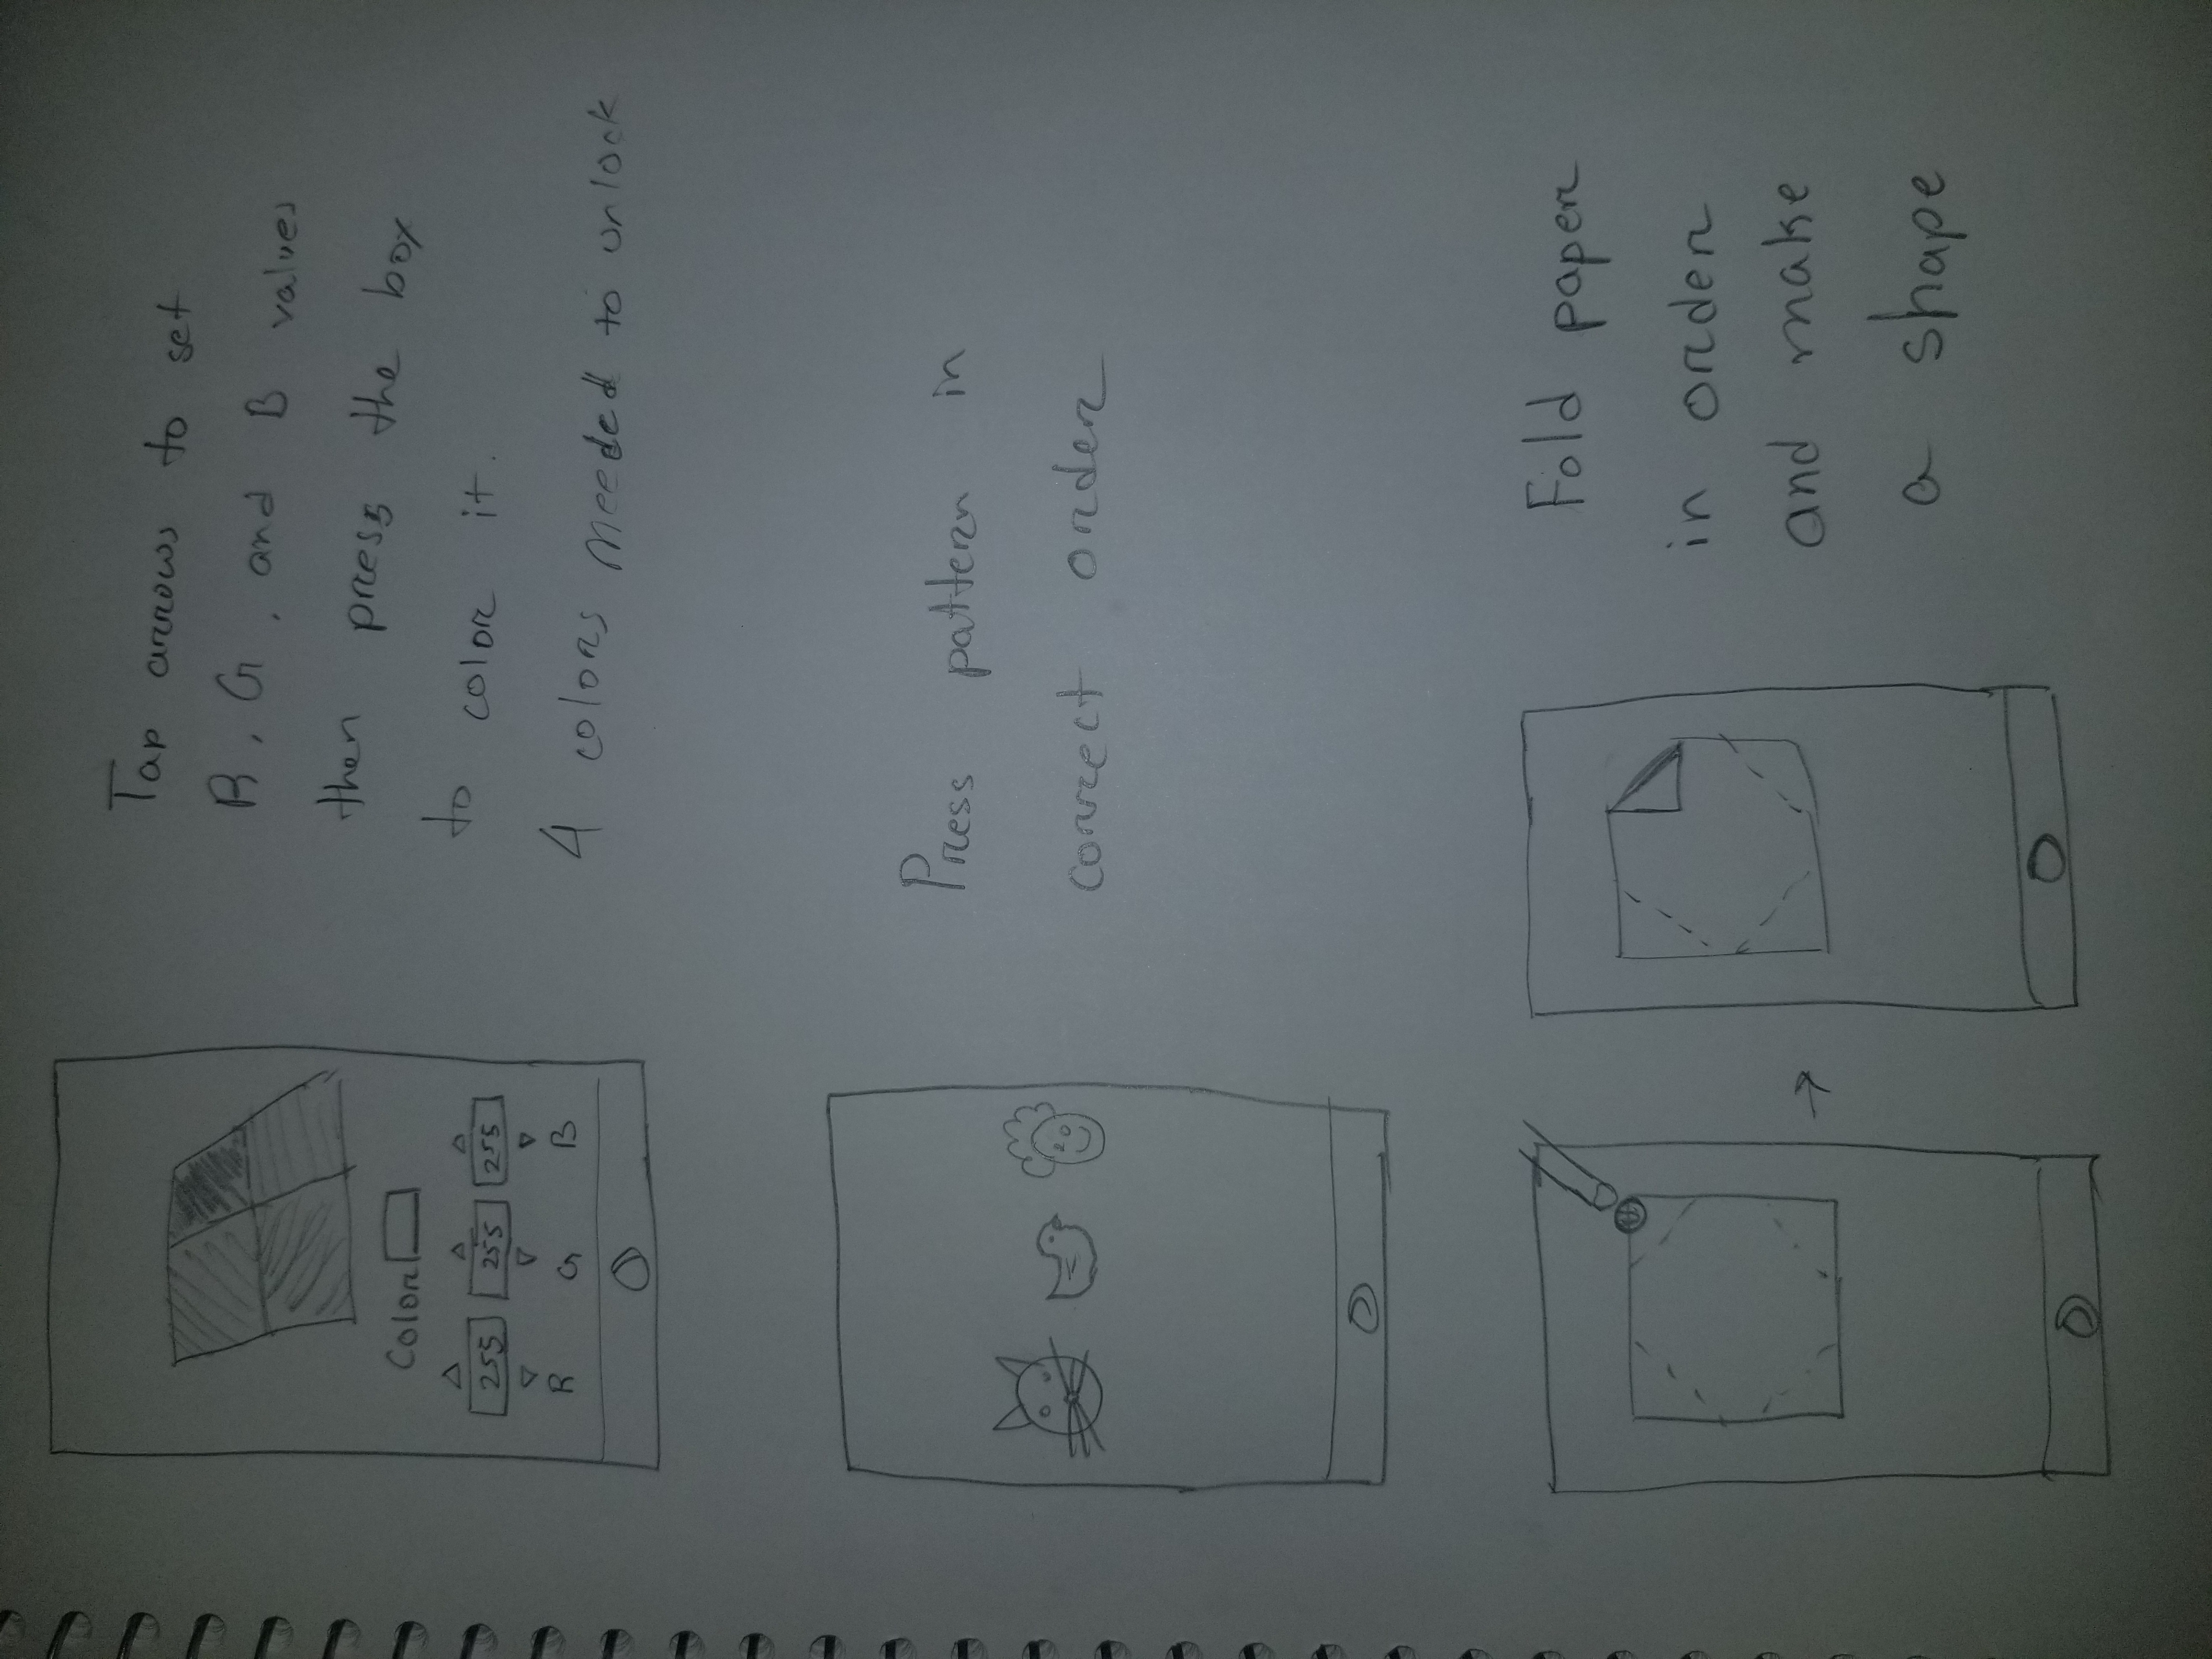 Tap arrows to set
R, G, and B values
then press the box
to color it.
4 colors needed to unlock
Color
255 255 255
R G B
Press pattern in
correct order
Fold paper
in order
and make
a shape